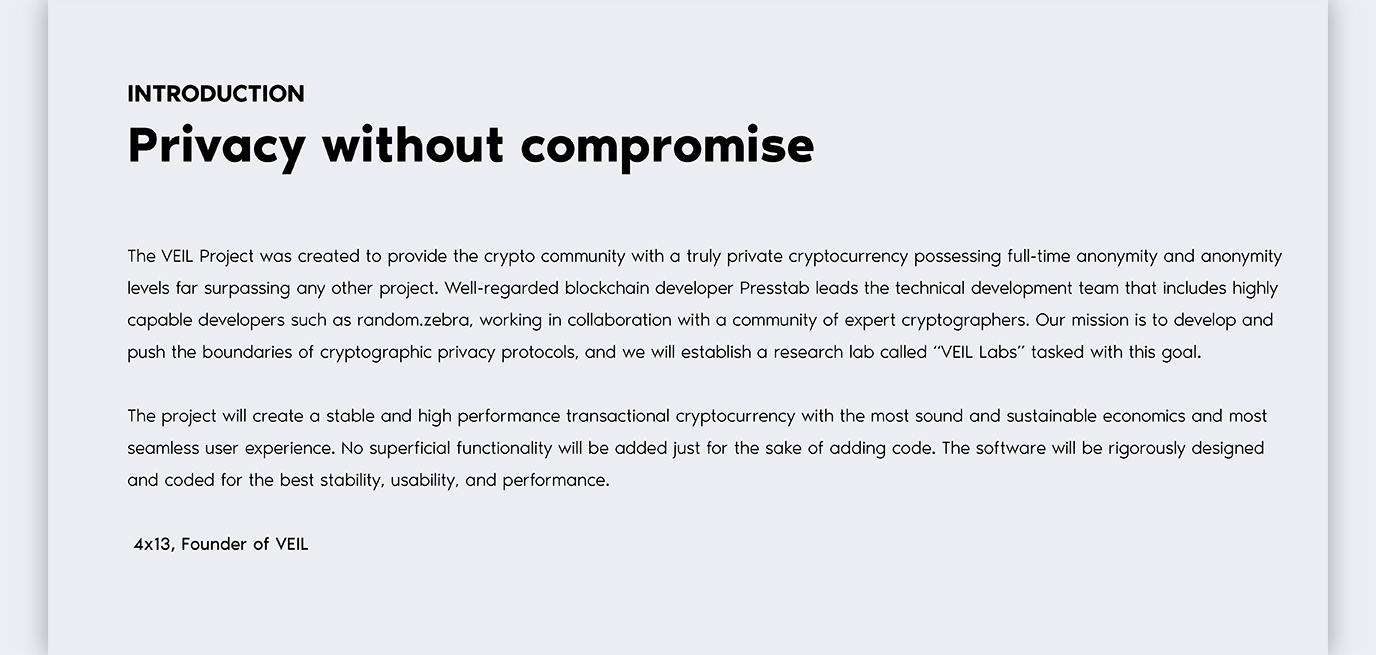 INTRODUCTION
Privacy without compromise
The VEIL Project was created to provide the crypto community with a truly private cryptocurrency possessing full-time anonymity and anonymity
levels far surpassing any other project. Well-regarded blockchain developer Presstab leads the technical development team that includes highly
capable developers such as random.zebra, working in collaboration with a community of expert cryptographers. Our mission is to develop and
push the boundaries of cryptographic privacy protocols, and we will establish a research lab called “VEIL Labs” tasked with this goal.
The project will create a stable and high performance transactional cryptocurrency with the most sound and sustainable economics and most
seamless user experience. No superficial functionality will be added just for the sake of adding code. The software will be rigorously designed
and coded for the best stability, usability, and performance.
4x13, Founder of VEIL